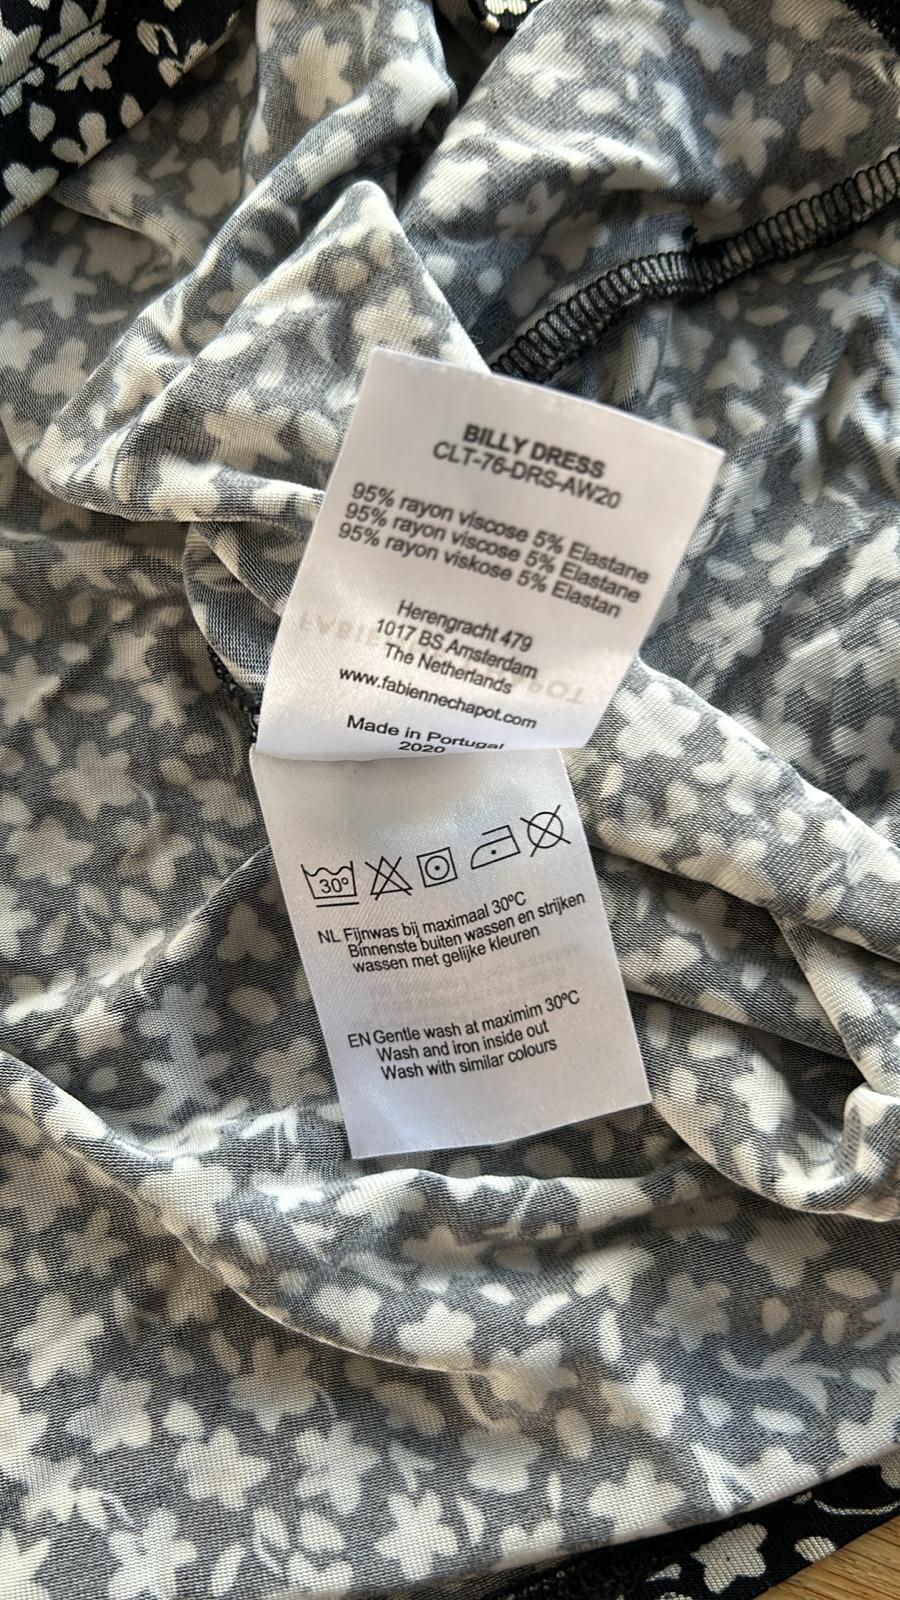 BILLY DRESS
CLT-76-DRS-AW20
95% rayon viscose 5% Elastane
95% rayon viscose 5% Elastane
95% rayon viskose 5% Elastan
Herengracht 479
1017 BS Amsterdam
The Netherlands
www.fabiennechapot.com
Made in Portugal
2020
30º
NL Fijnwas bij maximaal 30ºC
Binnenste buiten wassen en strijken
wassen met gelijke kleuren
EN Gentle wash at maximim 30ºC
Wash and iron inside out
Wash with similar colours